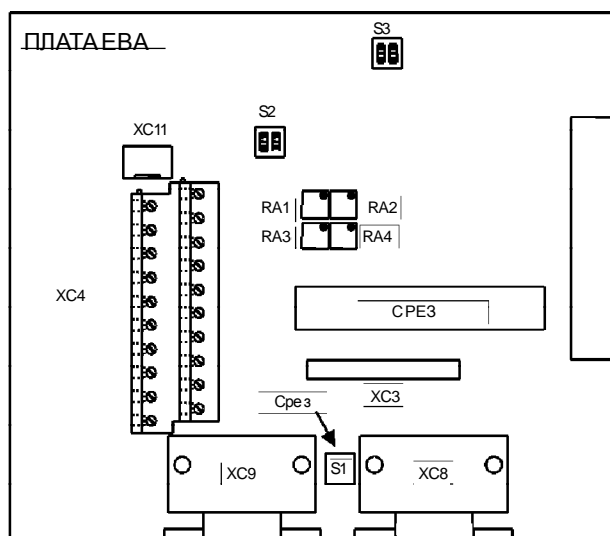 ПЛАТА ЕВА
S3
S2
XC11
RA1
RA2
RA3
RA4
XC4
СРЕЗ
Срез
XC3
S1
XC9
XC8